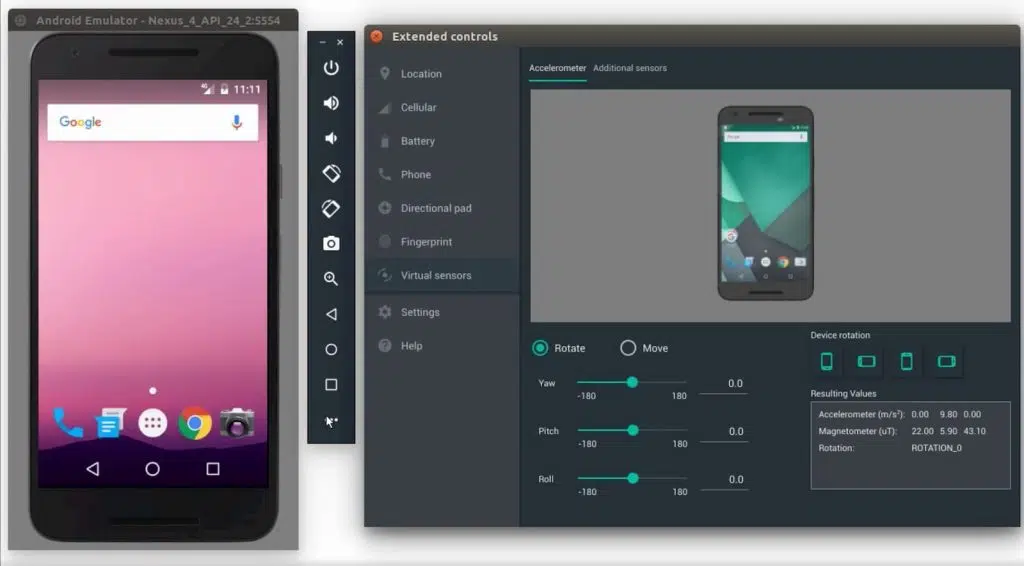 Android Emulator - Nexus_4_API_24_2:5554
11:11
Google
Extended controls
Location
Cellular
Battery
Phone
Directional pad
Fingerprint
Virtual sensors
Settings
Help
Accelerometer Additional sensors
Rotate Move
Yaw 0.0
-180 180
Pitch 0.0
-180 180
Roll 0.0
-180 180
Device rotation
Resulting Values
Accelerometer (m/s²): 0.00 9.80 0.00
Magnetometer (uT): 22.00 5.90 43.10
Rotation: ROTATION_0